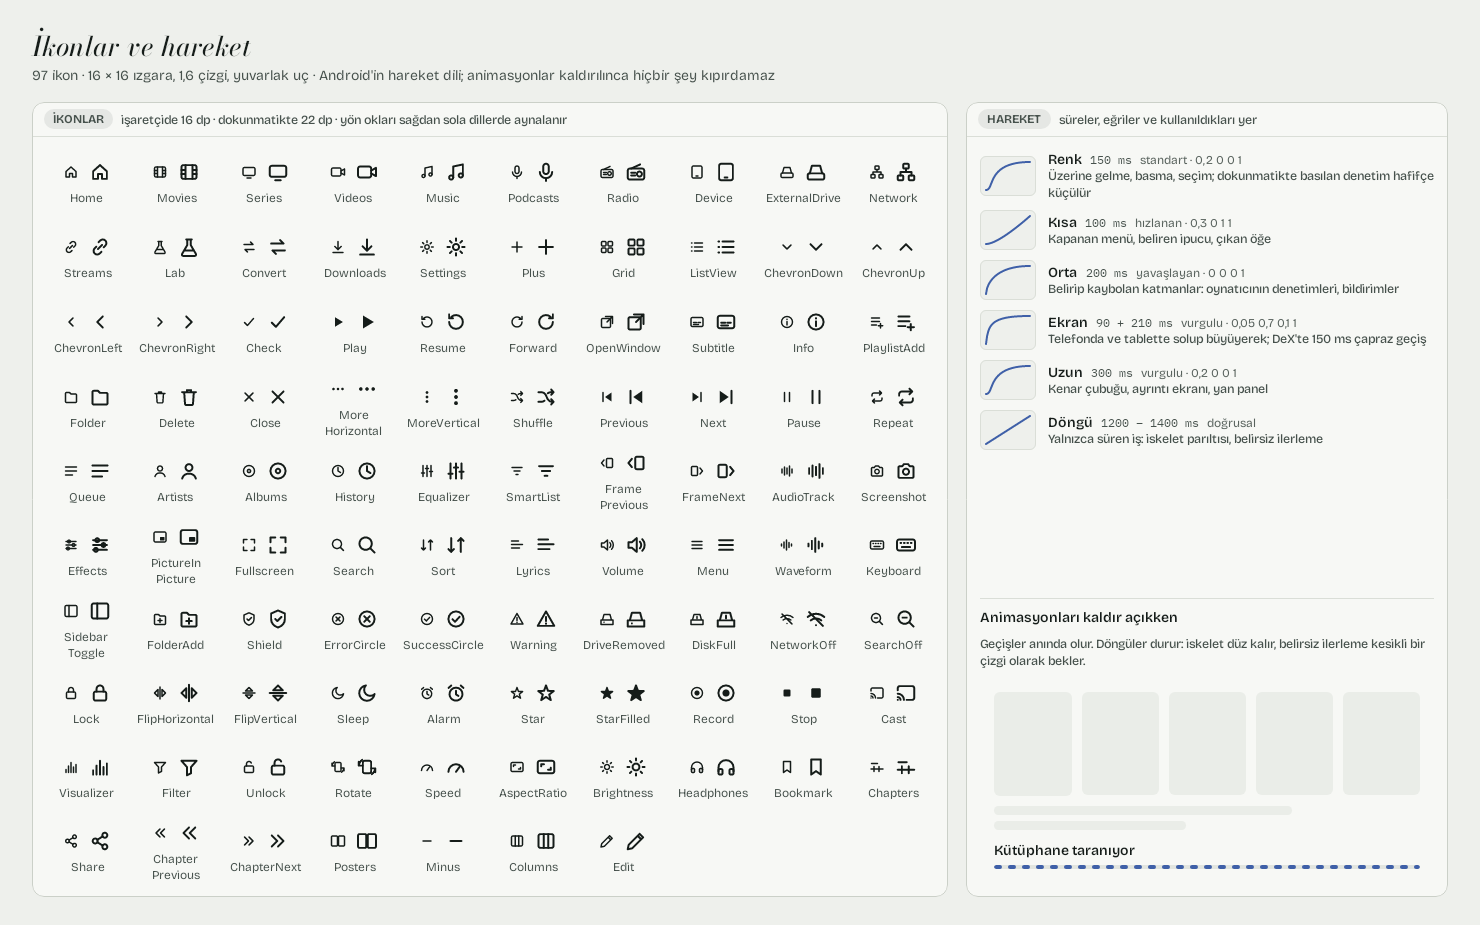 İkonlar ve hareket
97 ikon · 16 × 16 ızgara, 1,6 çizgi, yuvarlak uç · Android'in hareket dili; animasyonlar kaldırılınca hiçbir şey kıpırdamaz
İKONLAR işaretçide 16 dp · dokunmatikte 22 dp · yön okları sağdan sola dillerde aynalanır
Home Movies Series Videos Music Podcasts Radio Device ExternalDrive Network
Streams Lab Convert Downloads Settings Plus Grid ListView ChevronDown ChevronUp
ChevronLeft ChevronRight Check Play Resume Forward OpenWindow Subtitle Info PlaylistAdd
Folder Delete Close More Horizontal MoreVertical Shuffle Previous Next Pause Repeat
Queue Artists Albums History Equalizer SmartList Frame Previous FrameNext AudioTrack Screenshot
Effects PictureIn Picture Fullscreen Search Sort Lyrics Volume Menu Waveform Keyboard
Sidebar Toggle FolderAdd Shield ErrorCircle SuccessCircle Warning DriveRemoved DiskFull NetworkOff SearchOff
Lock FlipHorizontal FlipVertical Sleep Alarm Star StarFilled Record Stop Cast
Visualizer Filter Unlock Rotate Speed AspectRatio Brightness Headphones Bookmark Chapters
Share Chapter Previous ChapterNext Posters Minus Columns Edit
HAREKET süreler, eğriler ve kullanıldıkları yer
Renk 150 ms standart · 0,2 0 0 1
Üzerine gelme, basma, seçim; dokunmatikte basılan denetim hafifçe
küçülür
Kısa 100 ms hızlanan · 0,3 0 1 1
Kapanan menü, beliren ipucu, çıkan öğe
Orta 200 ms yavaşlayan · 0 0 0 1
Belirip kaybolan katmanlar: oynatıcının denetimleri, bildirimler
Ekran 90 + 210 ms vurgulu · 0,05 0,7 0,1 1
Telefonda ve tablette solup büyüyerek; DeX'te 150 ms çapraz geçiş
Uzun 300 ms vurgulu · 0,2 0 0 1
Kenar çubuğu, ayrıntı ekranı, yan panel
Döngü 1200 – 1400 ms doğrusal
Yalnızca süren iş: iskelet parıltısı, belirsiz ilerleme
Animasyonları kaldır açıkken
Geçişler anında olur. Döngüler durur: iskelet düz kalır, belirsiz ilerleme kesikli bir
çizgi olarak bekler.
Kütüphane taranıyor